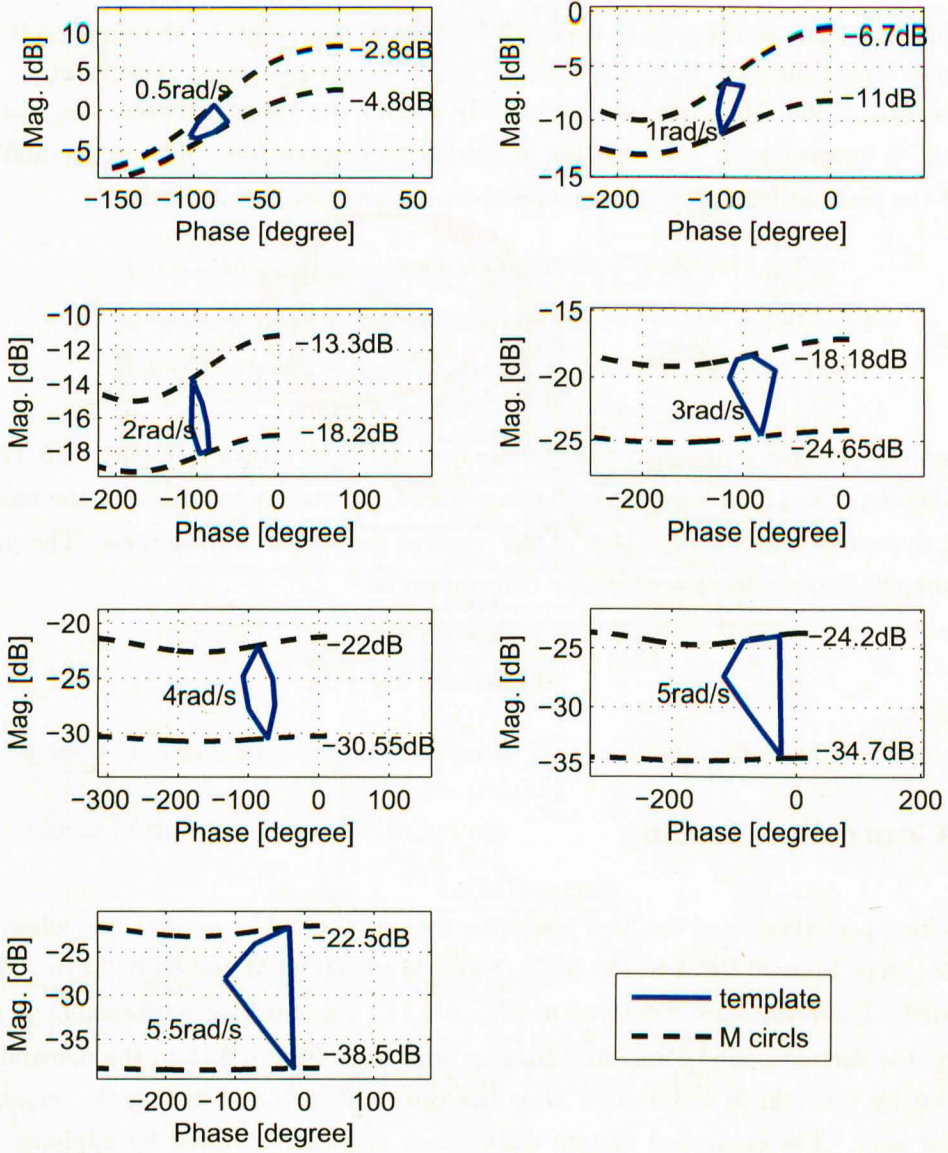 10
5
0
−5
Mag. [dB]
0.5rad/s
−2.8dB
−4.8dB
−150 −100 −50 0 50
Phase [degree]
0
−5
−10
−15
Mag. [dB]
1rad/s
−6.7dB
−11dB
−200 −100 0 100
Phase [degree]
−10
−12
−14
−16
−18
Mag. [dB]
2rad/s
−13.3dB
−18.2dB
−200 −100 0 100
Phase [degree]
−15
−20
−25
Mag. [dB]
3rad/s
−18.18dB
−24.65dB
−200 −100 0
Phase [degree]
−20
−25
−30
Mag. [dB]
4rad/s
−22dB
−30.55dB
−300 −200 −100 0 100
Phase [degree]
−25
−30
−35
Mag. [dB]
5rad/s
−24.2dB
−34.7dB
−200 0 200
Phase [degree]
−25
−30
−35
Mag. [dB]
5.5rad/s
−22.5dB
−38.5dB
−200 −100 0 100
Phase [degree]
template
M circls